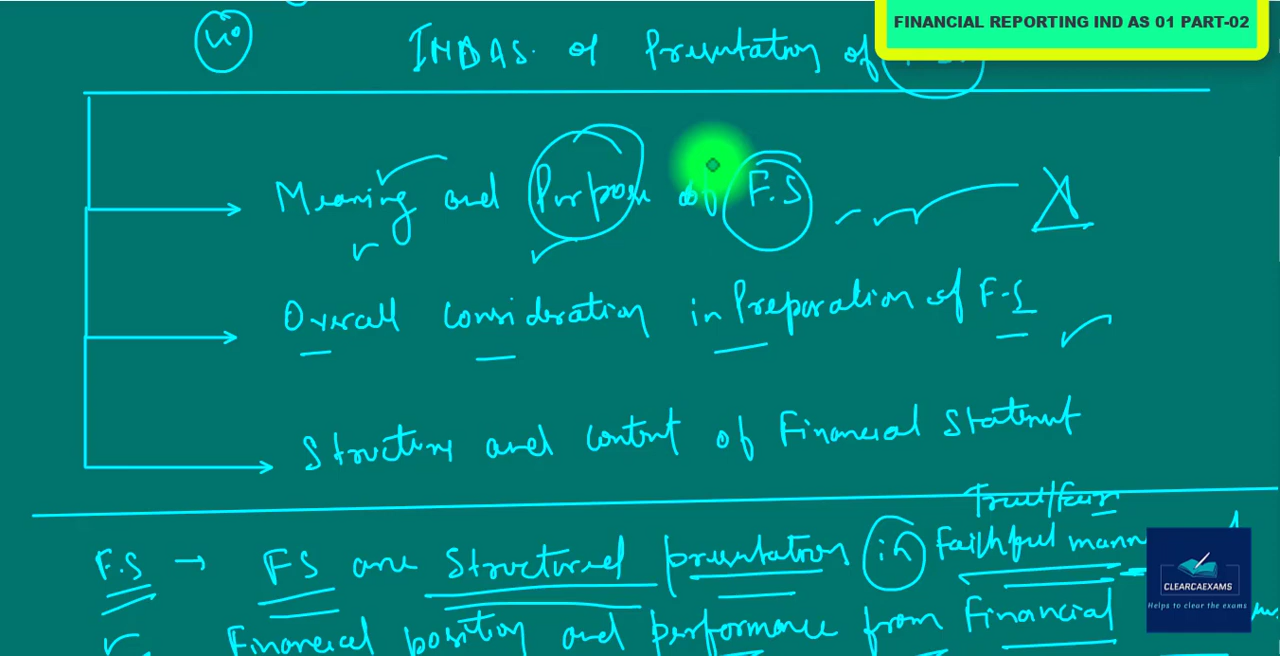 FINANCIAL REPORTING IND AS 01 PART-02
INDAS. of Presentation of
Meaning and Purpose of F.S
Overall consideration in Preparation of F.S
Structure and content of Financial Statement
True/fair
F.S → FS are Structured presentation in faithful mann
Financial position and performance from financial
CLEARCAEXAMS
Helps to clear the exams